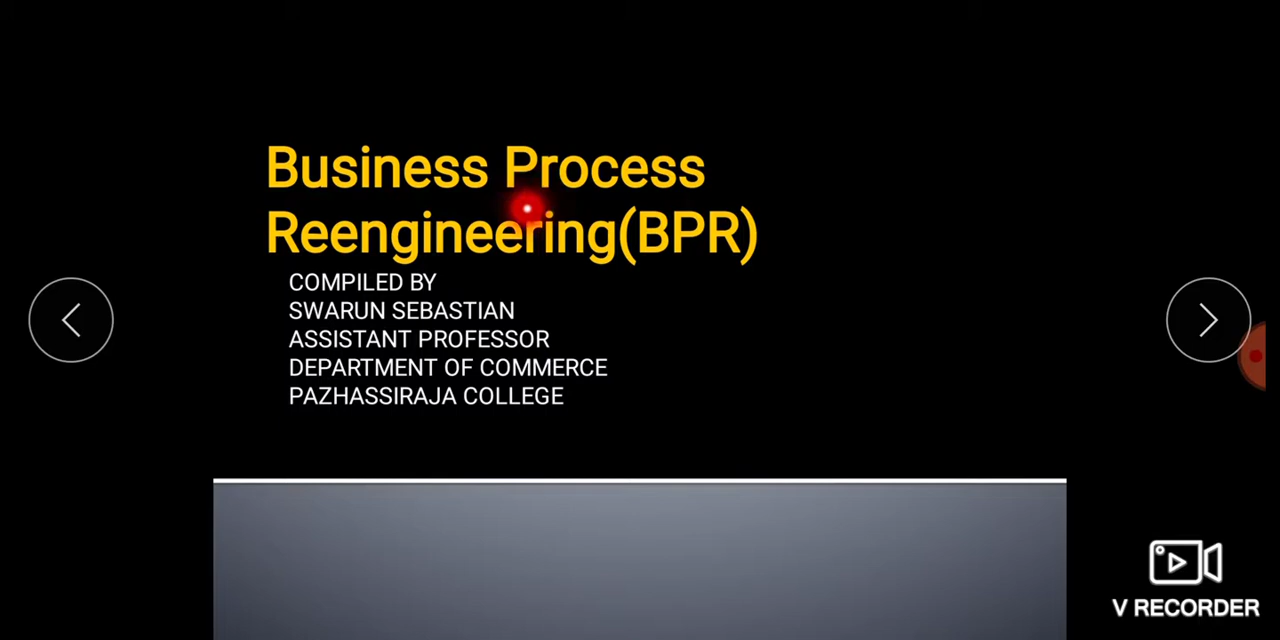 Business Process
Reengineering(BPR)
COMPILED BY
SWARUN SEBASTIAN
ASSISTANT PROFESSOR
DEPARTMENT OF COMMERCE
PAZHASSIRAJA COLLEGE
V RECORDER